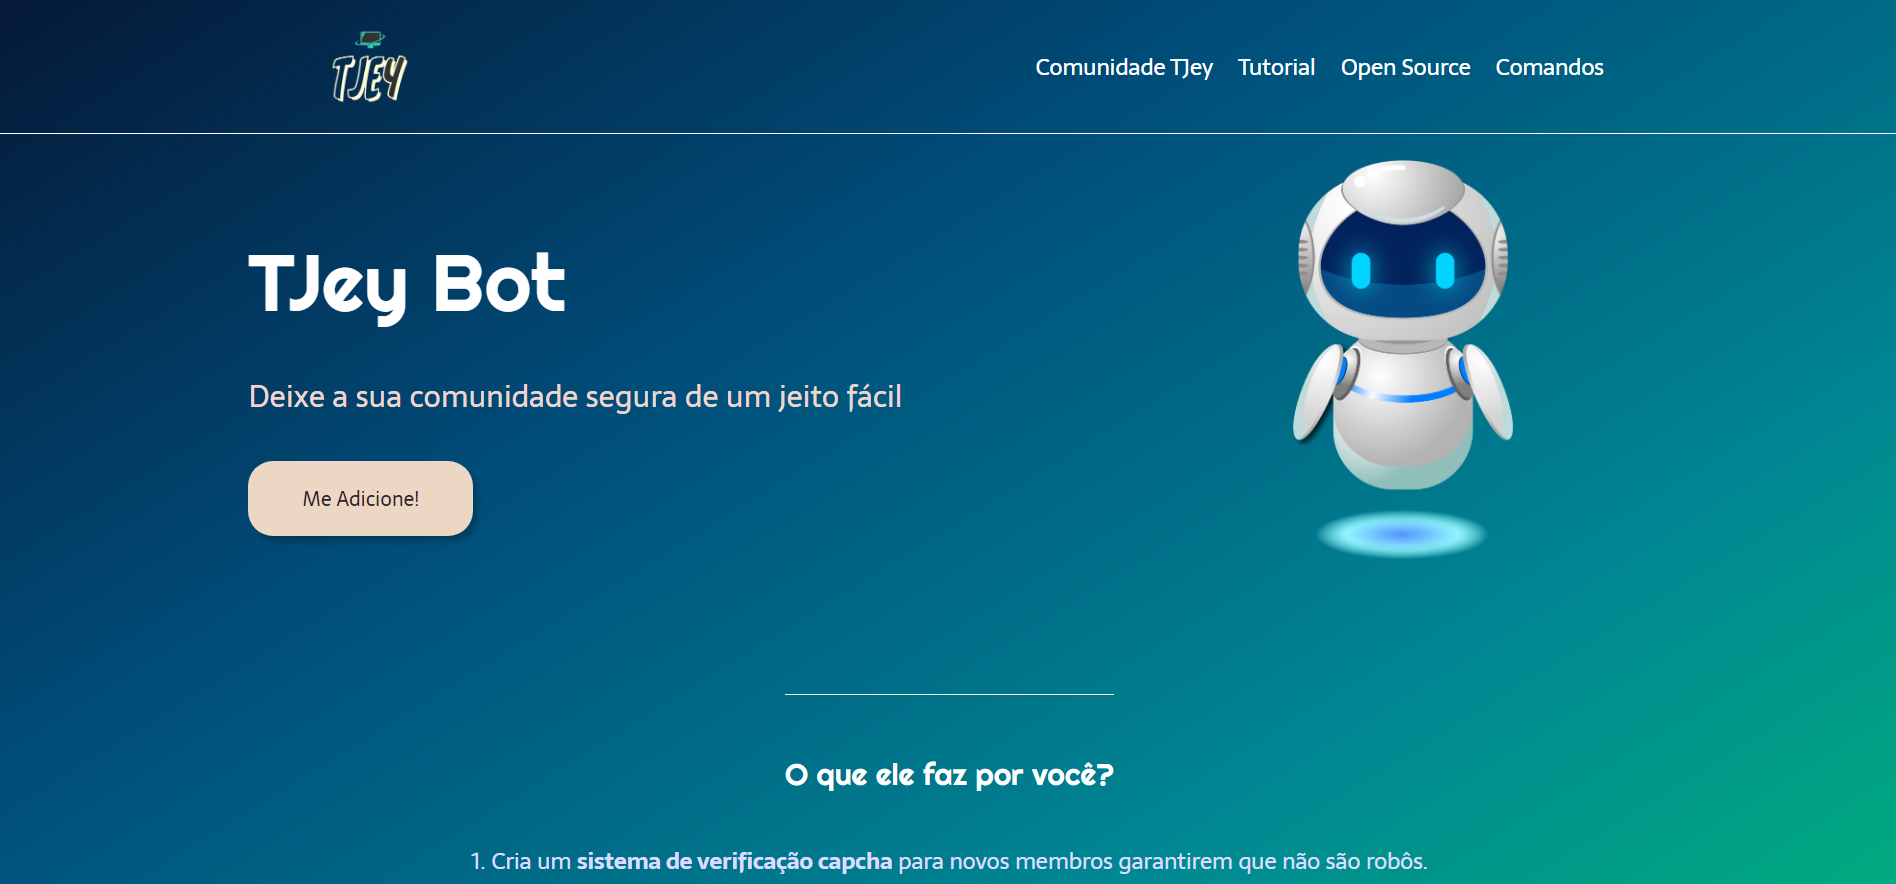 TJEY
Comunidade TJey Tutorial Open Source Comandos
TJey Bot
Deixe a sua comunidade segura de um jeito fácil
Me Adicione!
O que ele faz por você?
1. Cria um sistema de verificação capcha para novos membros garantirem que não são robôs.